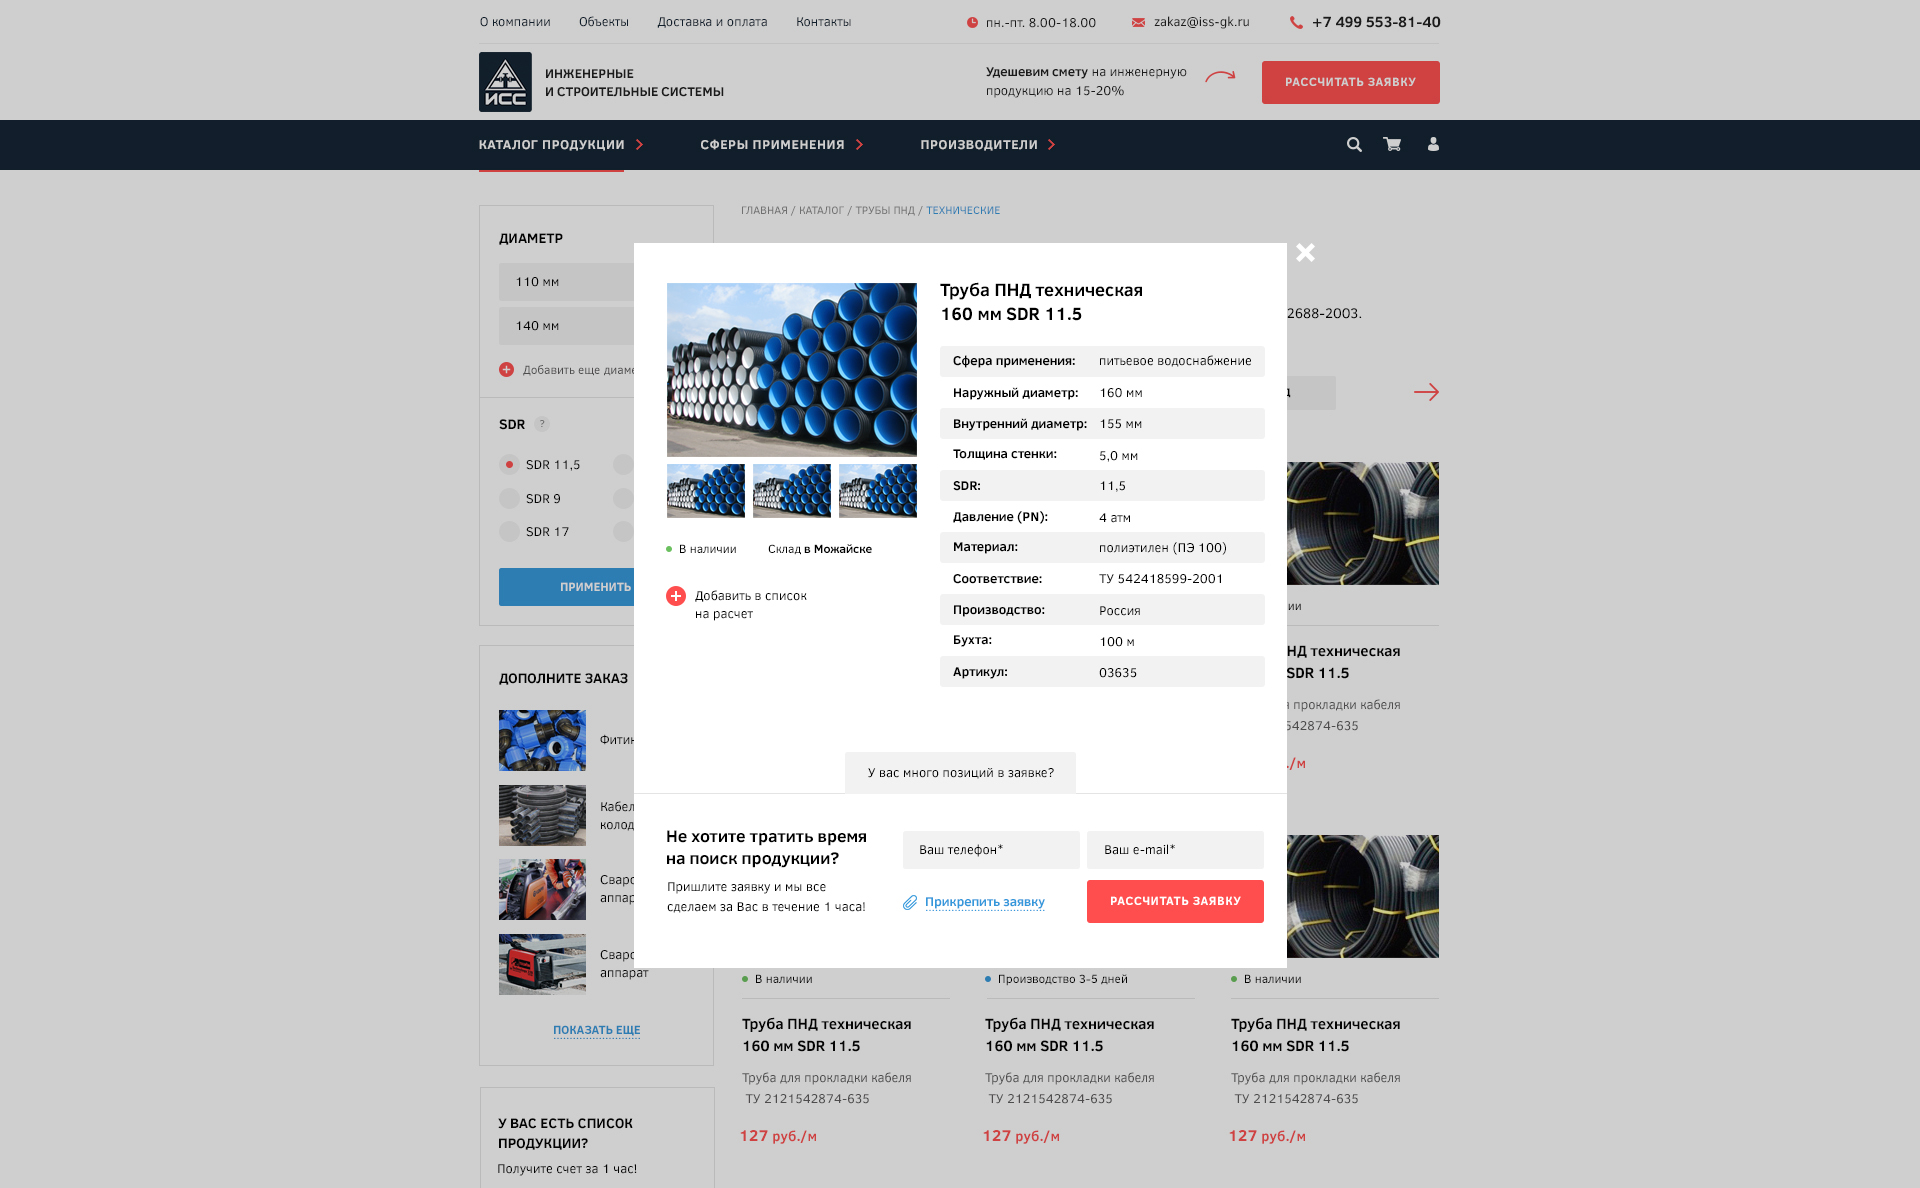 О компании
Объекты
Доставка и оплата
Контакты
пн.-пт. 8.00-18.00
zakaz@iss-gk.ru
+7 499 553-81-40
ИСС
ИНЖЕНЕРНЫЕ
И СТРОИТЕЛЬНЫЕ СИСТЕМЫ
Удешевим смету на инженерную
продукцию на 15-20%
РАССЧИТАТЬ ЗАЯВКУ
КАТАЛОГ ПРОДУКЦИИ
СФЕРЫ ПРИМЕНЕНИЯ
ПРОИЗВОДИТЕЛИ
ГЛАВНАЯ / КАТАЛОГ / ТРУБЫ ПНД / ТЕХНИЧЕСКИЕ
ДИАМЕТР
110 мм
140 мм
Добавить еще диаме
SDR ?
SDR 11,5
SDR 9
SDR 17
ПРИМЕНИТЬ
ДОПОЛНИТЕ ЗАКАЗ
Фитин
Кабел
колод
Сваро
аппар
Сваро
аппарат
ПОКАЗАТЬ ЕЩЕ
У ВАС ЕСТЬ СПИСОК
ПРОДУКЦИИ?
Получите счет за 1 час!
Труба ПНД техническая
160 мм SDR 11.5
Сфера применения: питьевое водоснабжение
Наружный диаметр: 160 мм
Внутренний диаметр: 155 мм
Толщина стенки: 5,0 мм
SDR: 11,5
Давление (PN): 4 атм
Материал: полиэтилен (ПЭ 100)
Соответствие: ТУ 542418599-2001
Производство: Россия
Бухта: 100 м
Артикул: 03635
В наличии
Склад в Можайске
Добавить в список
на расчет
У вас много позиций в заявке?
Не хотите тратить время
на поиск продукции?
Пришлите заявку и мы все
сделаем за Вас в течение 1 часа!
Ваш телефон*
Ваш e-mail*
Прикрепить заявку
РАССЧИТАТЬ ЗАЯВКУ
2688-2003.
ии
НД техническая
SDR 11.5
я прокладки кабеля
542874-635
./м
В наличии
Труба ПНД техническая
160 мм SDR 11.5
Труба для прокладки кабеля
ТУ 2121542874-635
127 руб./м
Производство 3-5 дней
Труба ПНД техническая
160 мм SDR 11.5
Труба для прокладки кабеля
ТУ 2121542874-635
127 руб./м
В наличии
Труба ПНД техническая
160 мм SDR 11.5
Труба для прокладки кабеля
ТУ 2121542874-635
127 руб./м